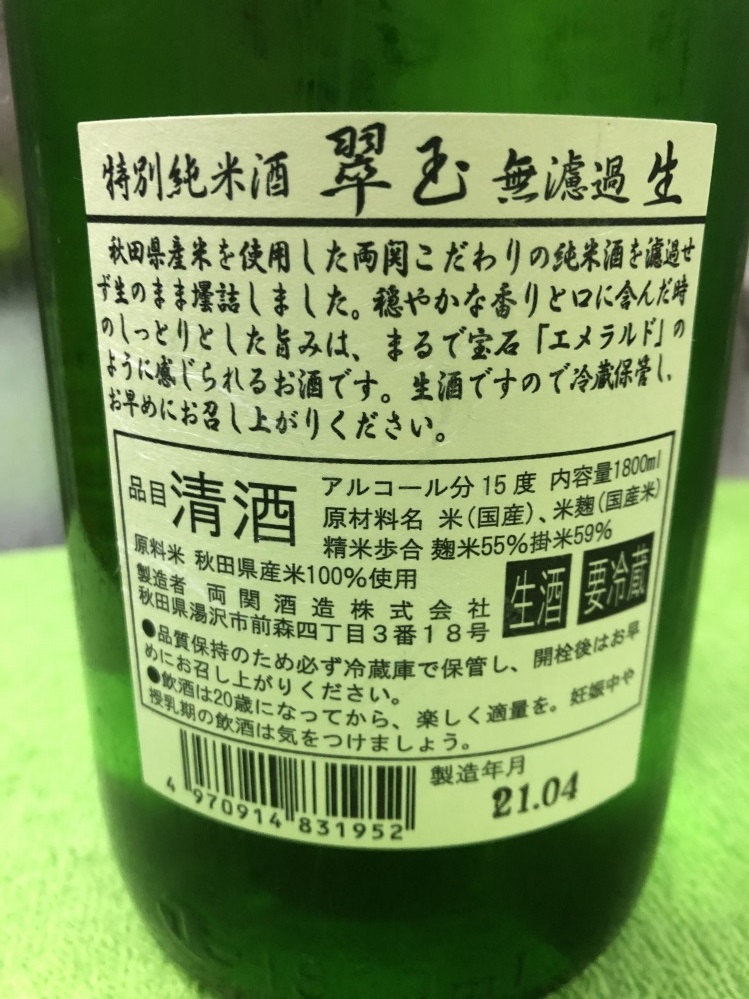 特別純米酒 翠玉 無濾過生
秋田県産米を使用した両関こだわりの純米酒を濾過せ
ず生のまま壜詰しました。穏やかな香りと口に含んだ時
のしっとりとした旨みは、まるで宝石「エメラルド」の
ように感じられるお酒です。生酒ですので冷蔵保管し、
お早めにお召し上がりください。
品目 清酒
アルコール分15度 内容量1800ml
原材料名 米(国産)、米麹(国産米)
精米歩合 麹米55%掛米59%
原料米 秋田県産米100%使用
製造者 両関酒造株式会社
秋田県湯沢市前森四丁目3番18号
生酒 要冷蔵
●品質保持のため必ず冷蔵庫で保管し、開栓後はお早
めにお召し上がりください。
●飲酒は20歳になってから、楽しく適量を。妊娠中や
授乳期の飲酒は気をつけましょう。
4 970914 831952
製造年月
21.04